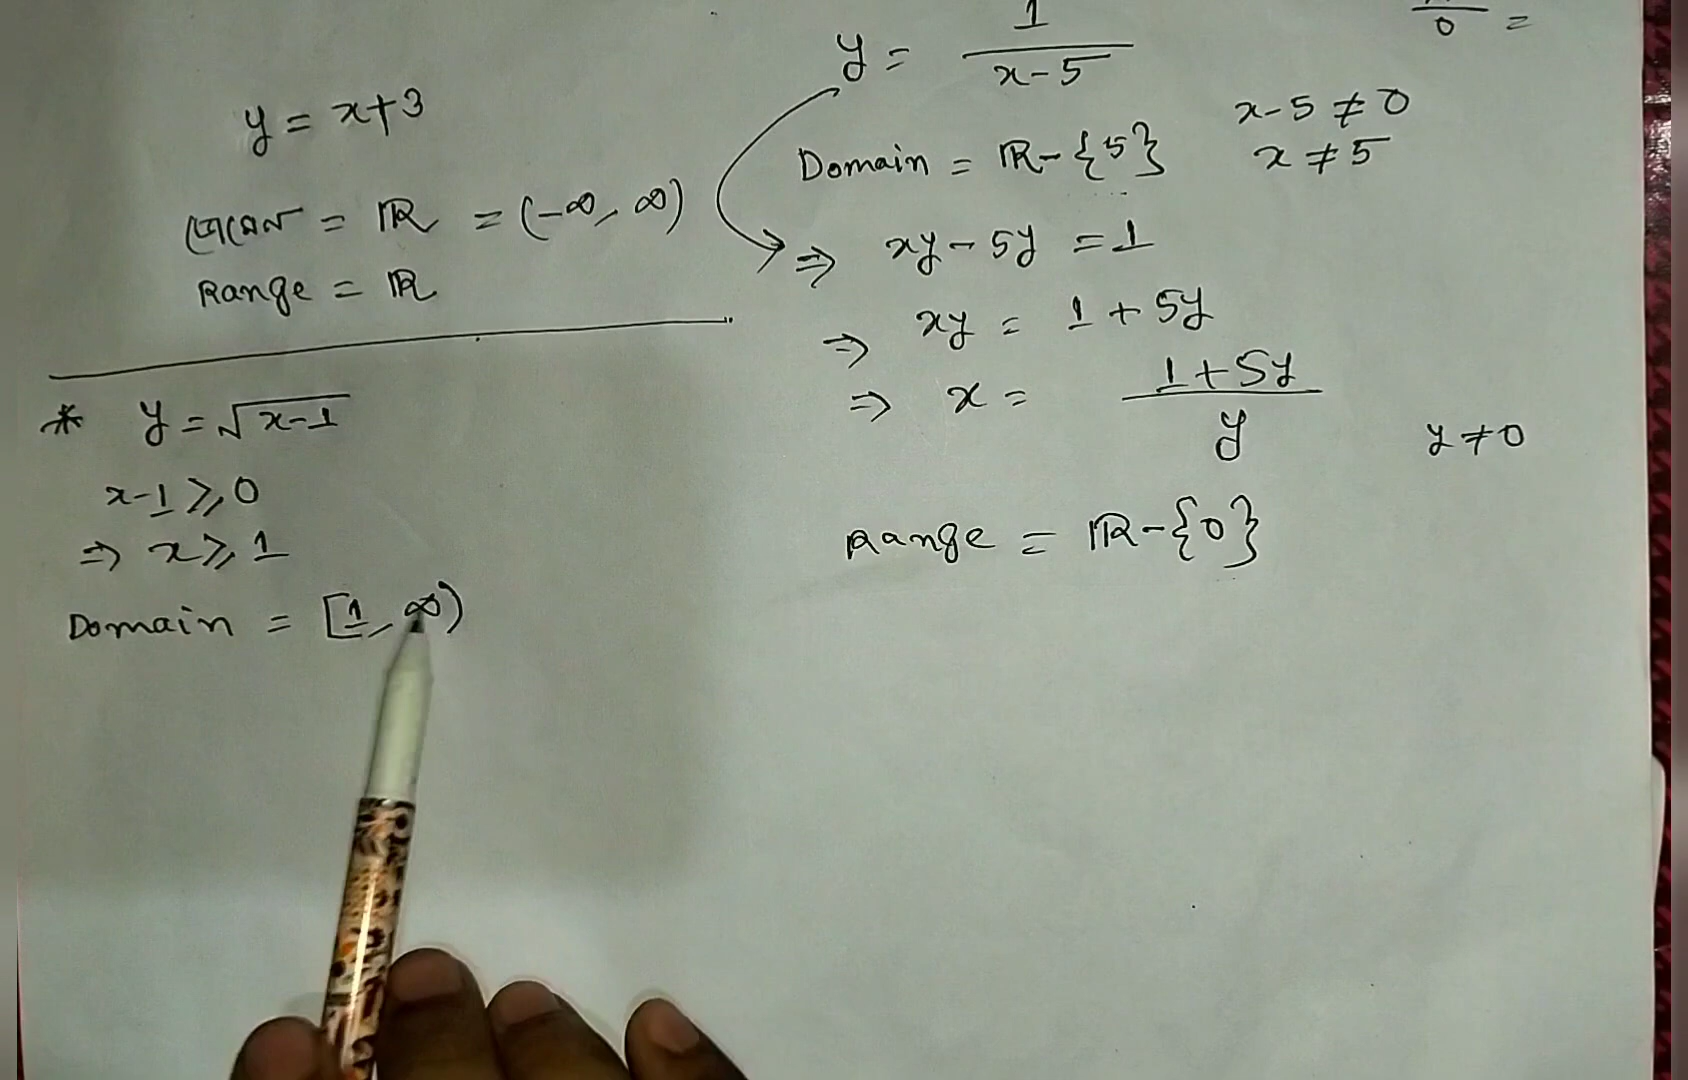 y = x+3
ডোমেন = ℝ = (-∞, ∞)
Range = ℝ
* y = √(x-1)
x-1 ⩾ 0
⇒ x ⩾ 1
Domain = [1, ∞)
y = 1/(x-5)
Domain = ℝ-{5}
⇒ xy - 5y = 1
⇒ xy = 1 + 5y
⇒ x = (1+5y)/y
y ≠ 0
Range = ℝ-{0}
0 =
x-5 ≠ 0
x ≠ 5